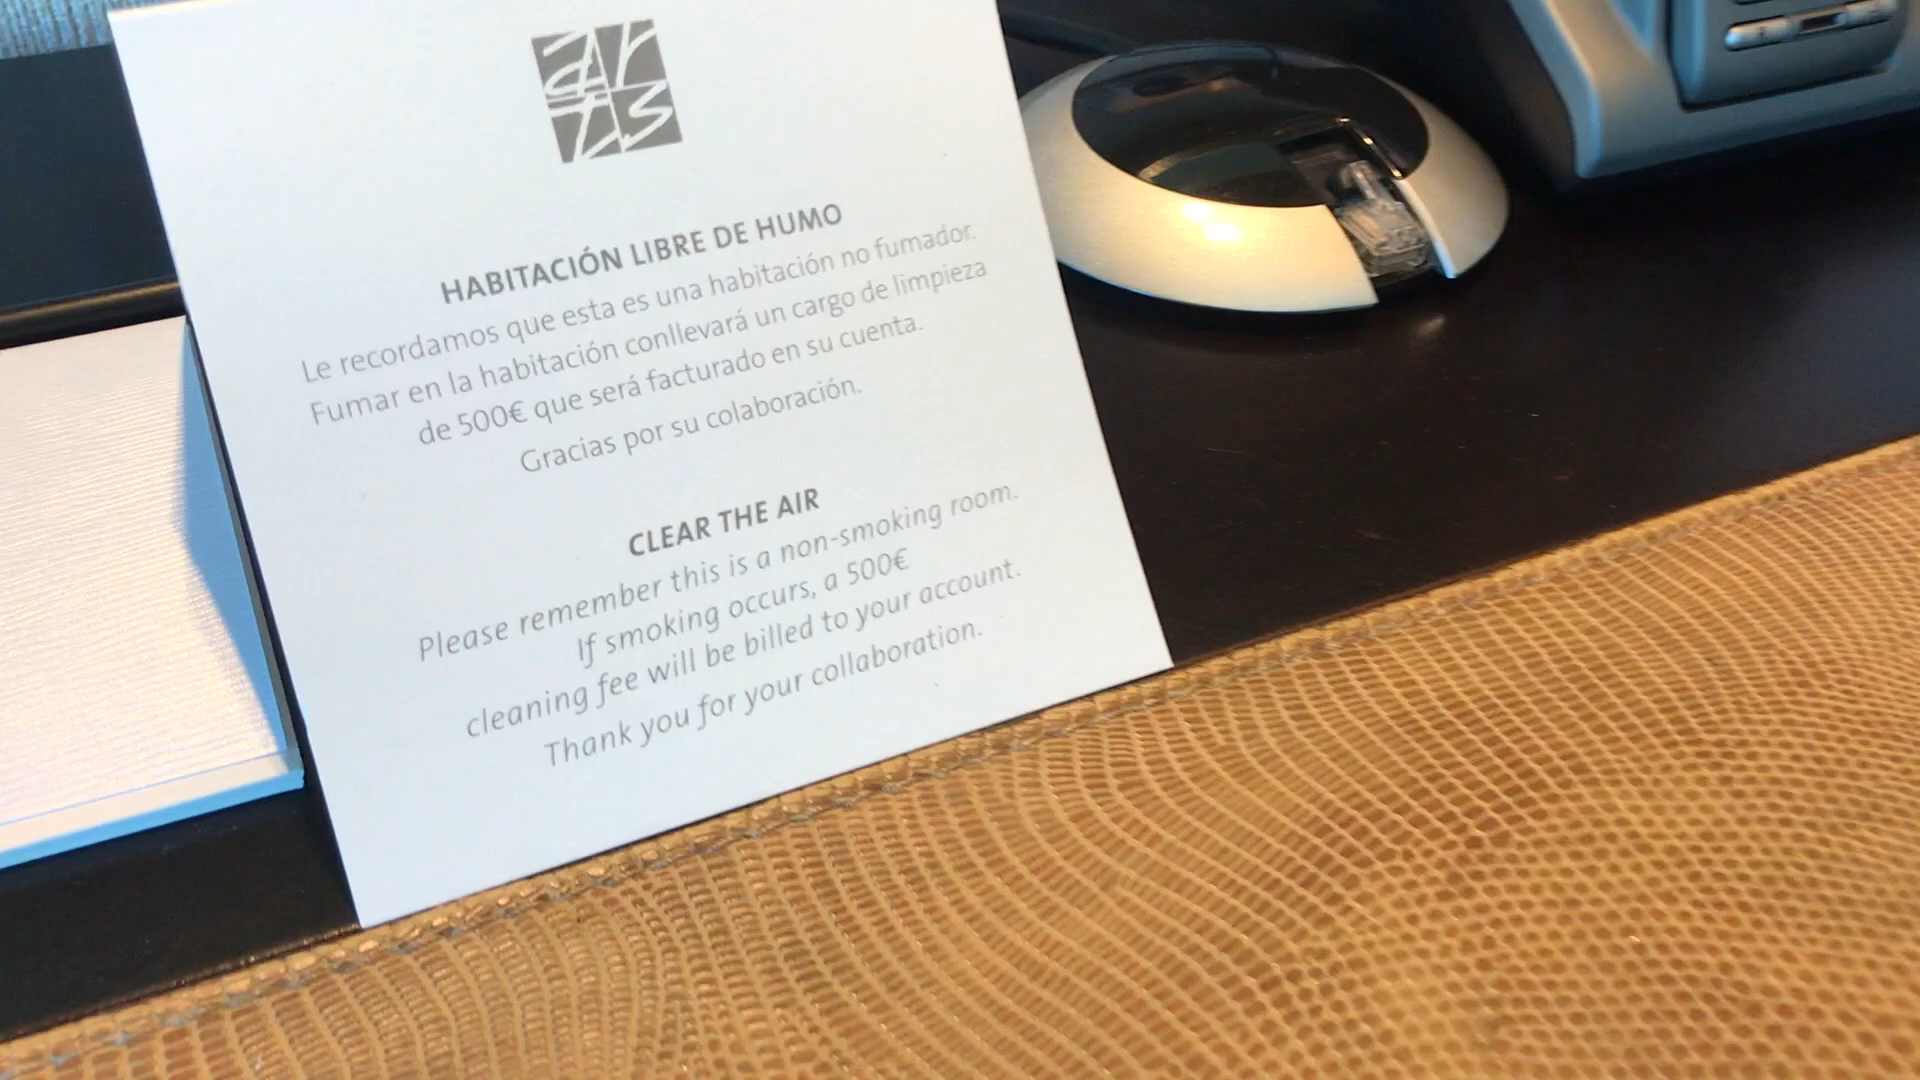 arts
HABITACIÓN LIBRE DE HUMO
Le recordamos que esta es una habitación no fumador.
Fumar en la habitación conllevará un cargo de limpieza
de 500€ que será facturado en su cuenta.
Gracias por su colaboración.
CLEAR THE AIR
Please remember this is a non-smoking room.
If smoking occurs, a 500€
cleaning fee will be billed to your account.
Thank you for your collaboration.